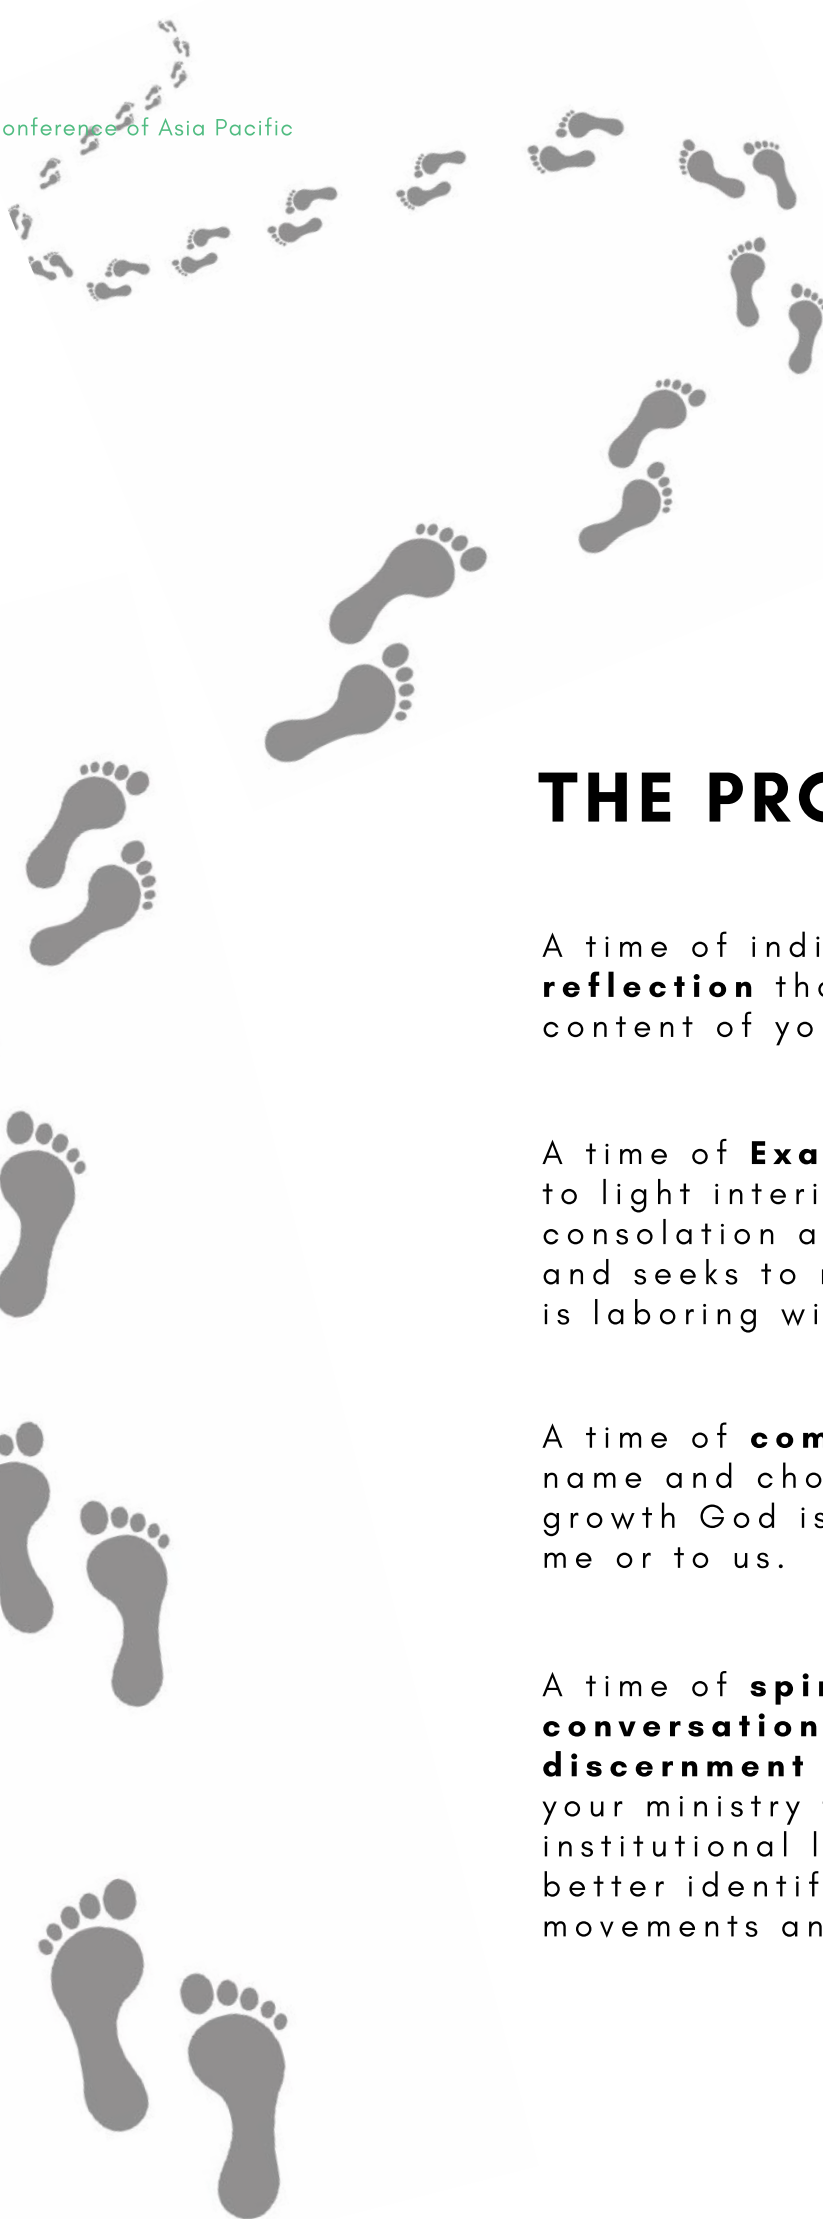 onference of Asia Pacific
THE PRO
A time of indi
reflection tha
content of yo
A time of Exa
to light interi
consolation a
and seeks to
is laboring wi
A time of com
name and cho
growth God is
me or to us.
A time of spir
conversation
discernment
your ministry
institutional l
better identif
movements an